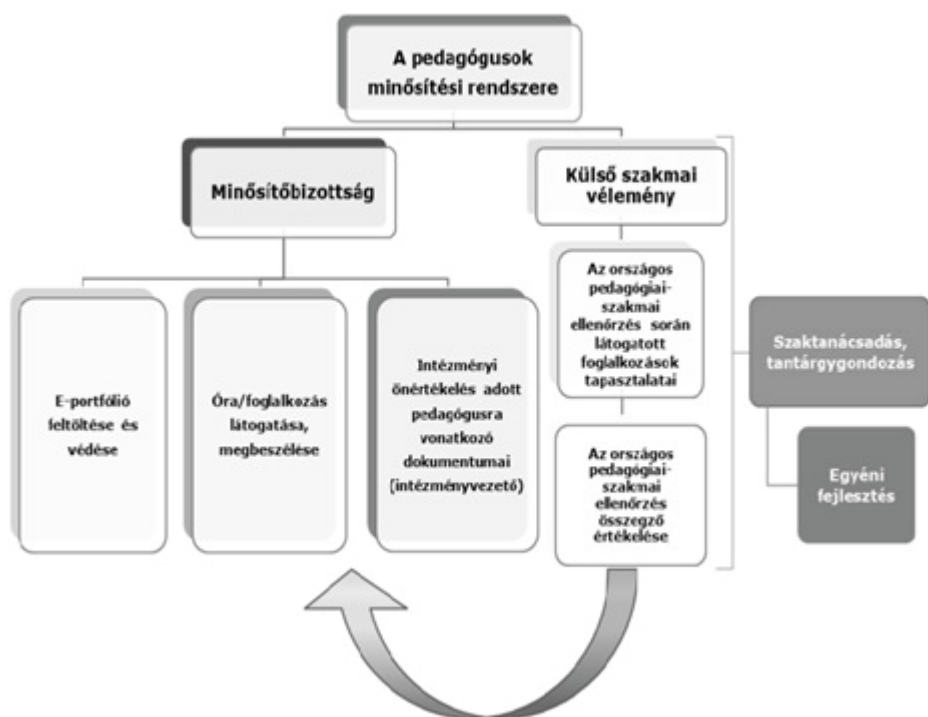 A pedagógusok
minősítési rendszere
Minősítőbizottság
Külső szakmai
vélemény
E-portfólió
feltöltése és
védése
Óra/foglalkozás
látogatása,
megbeszélése
Intézményi
önértékelés adott
pedagógusra
vonatkozó
dokumentumai
(intézményvezető)
Az országos
pedagógiai-
szakmai
ellenőrzés során
látogatott
foglalkozások
tapasztalatai
Az országos
pedagógiai-
szakmai
ellenőrzés
összegző
értékelése
Szaktanácsadás,
tantárgygondozás
Egyéni
fejlesztés